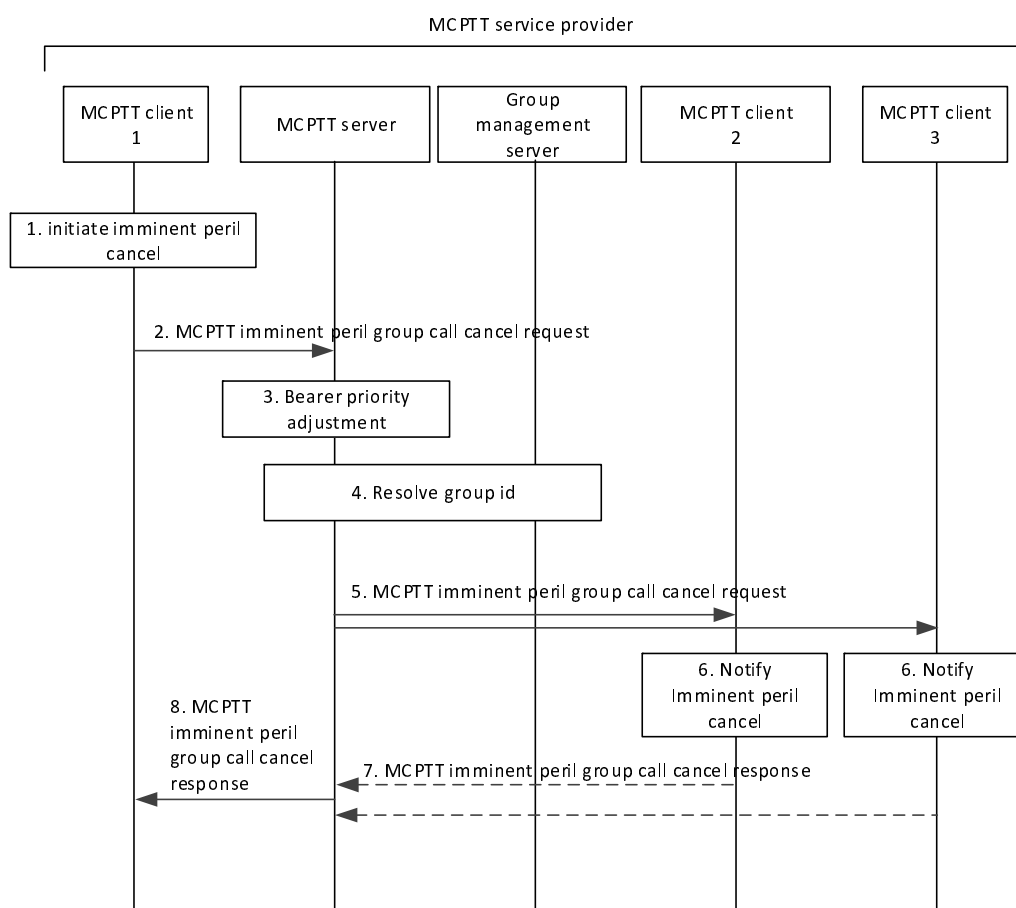 MCPTT service provider
MCPTT client
1
MCPTT server
Group
management
server
MCPTT client
2
MCPTT client
3
1. initiate imminent peril
cancel
2. MCPTT imminent peril group call cancel request
3. Bearer priority
adjustment
4. Resolve group id
5. MCPTT imminent peril group call cancel request
6. Notify
Imminent peril
cancel
6. Notify
Imminent peril
cancel
8. MCPTT
imminent peril
group call cancel
response
7. MCPTT imminent peril group call cancel response